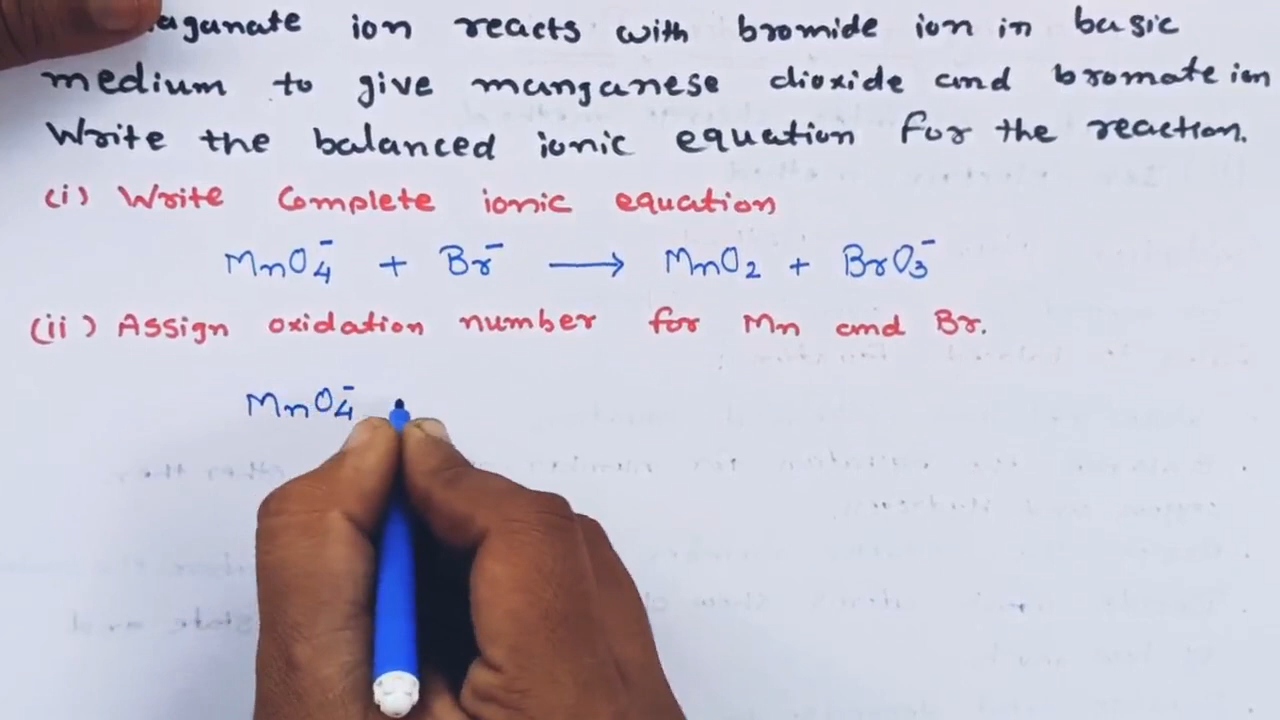 aganate ion reacts with bromide ion in basic
medium to give manganese dioxide and bromate ion
Write the balanced ionic equation for the reaction.
(i) Write Complete ionic equation
MnO₄⁻ + Br⁻ ⟶ MnO₂ + BrO₃⁻
(ii) Assign oxidation number for Mn and Br.
MnO₄⁻